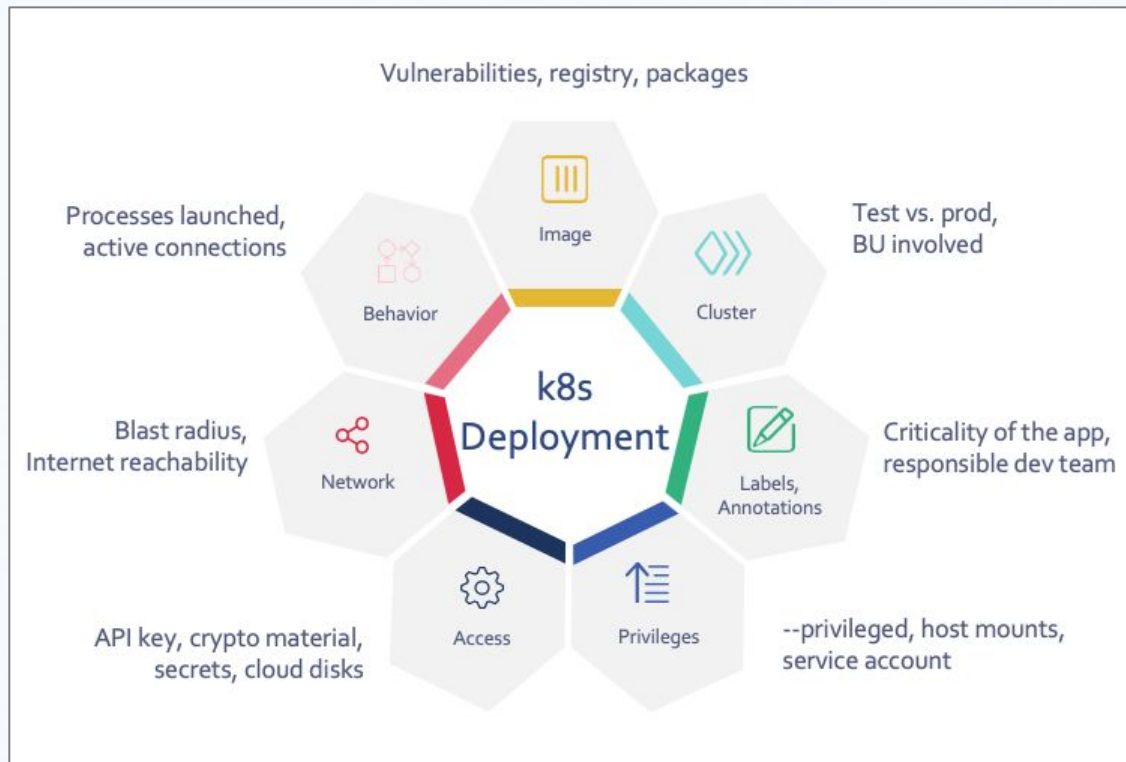 Vulnerabilities, registry, packages
Image
Processes launched,
active connections
Behavior
Test vs. prod,
BU involved
Cluster
k8s
Deployment
Blast radius,
Internet reachability
Network
Criticality of the app,
responsible dev team
Labels,
Annotations
API key, crypto material,
secrets, cloud disks
Access
Privileges
--privileged, host mounts,
service account